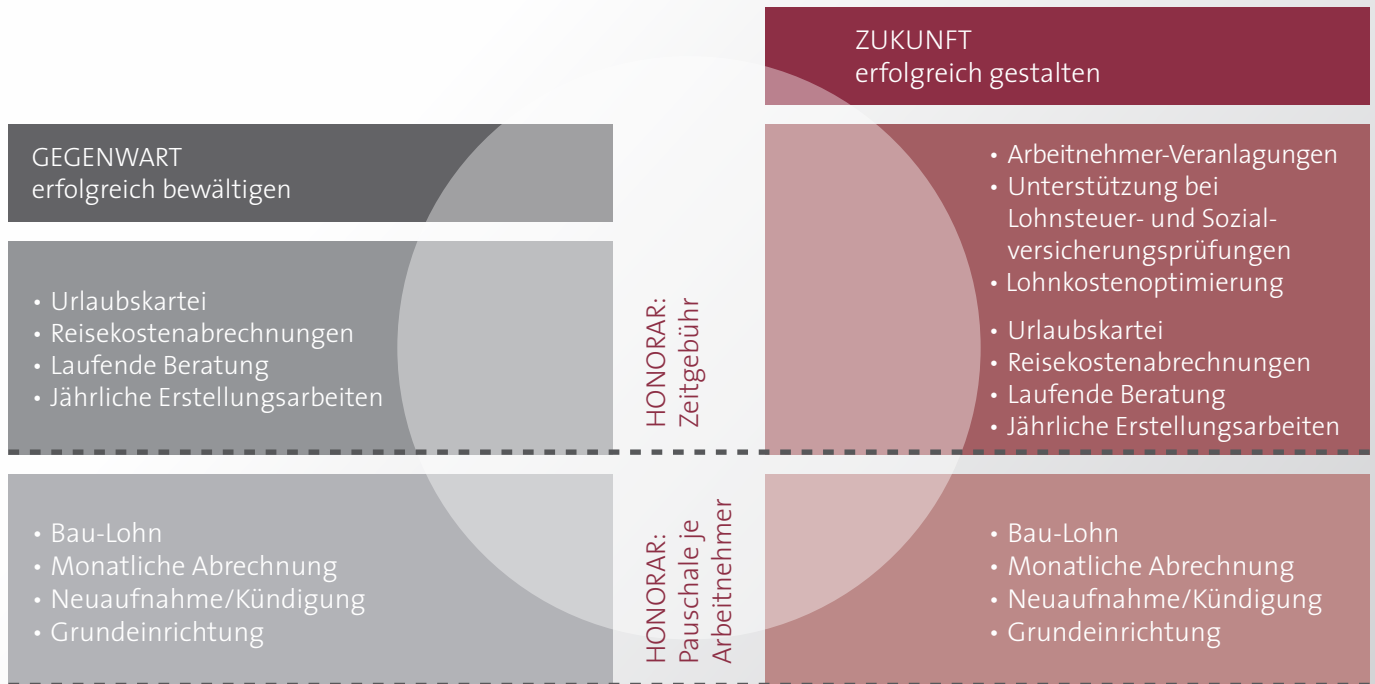 ZUKUNFT
erfolgreich gestalten
GEGENWART
erfolgreich bewältigen
• Urlaubskartei
• Reisekostenabrechnungen
• Laufende Beratung
• Jährliche Erstellungsarbeiten
HONORAR:
Zeitgebühr
• Arbeitnehmer-Veranlagungen
• Unterstützung bei
Lohnsteuer- und Sozial-
versicherungsprüfungen
• Lohnkostenoptimierung
• Urlaubskartei
• Reisekostenabrechnungen
• Laufende Beratung
• Jährliche Erstellungsarbeiten
• Bau-Lohn
• Monatliche Abrechnung
• Neuaufnahme/Kündigung
• Grundeinrichtung
HONORAR:
Pauschale je
Arbeitnehmer
• Bau-Lohn
• Monatliche Abrechnung
• Neuaufnahme/Kündigung
• Grundeinrichtung